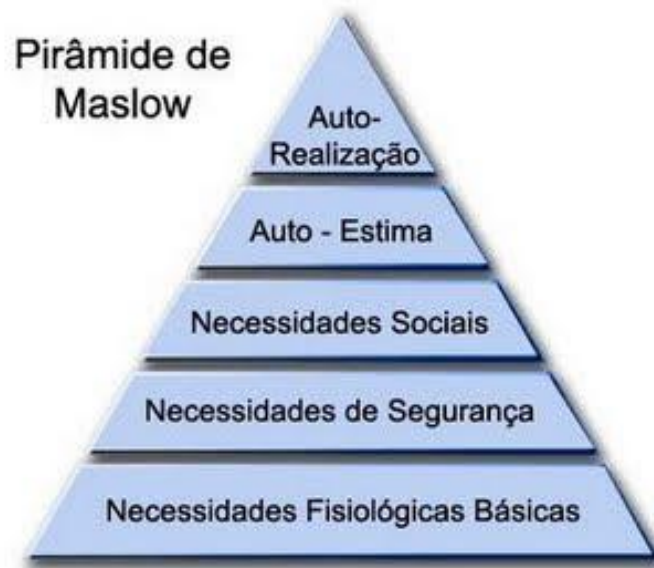 Pirâmide de
Maslow
Auto-
Realização
Auto - Estima
Necessidades Sociais
Necessidades de Segurança
Necessidades Fisiológicas Básicas